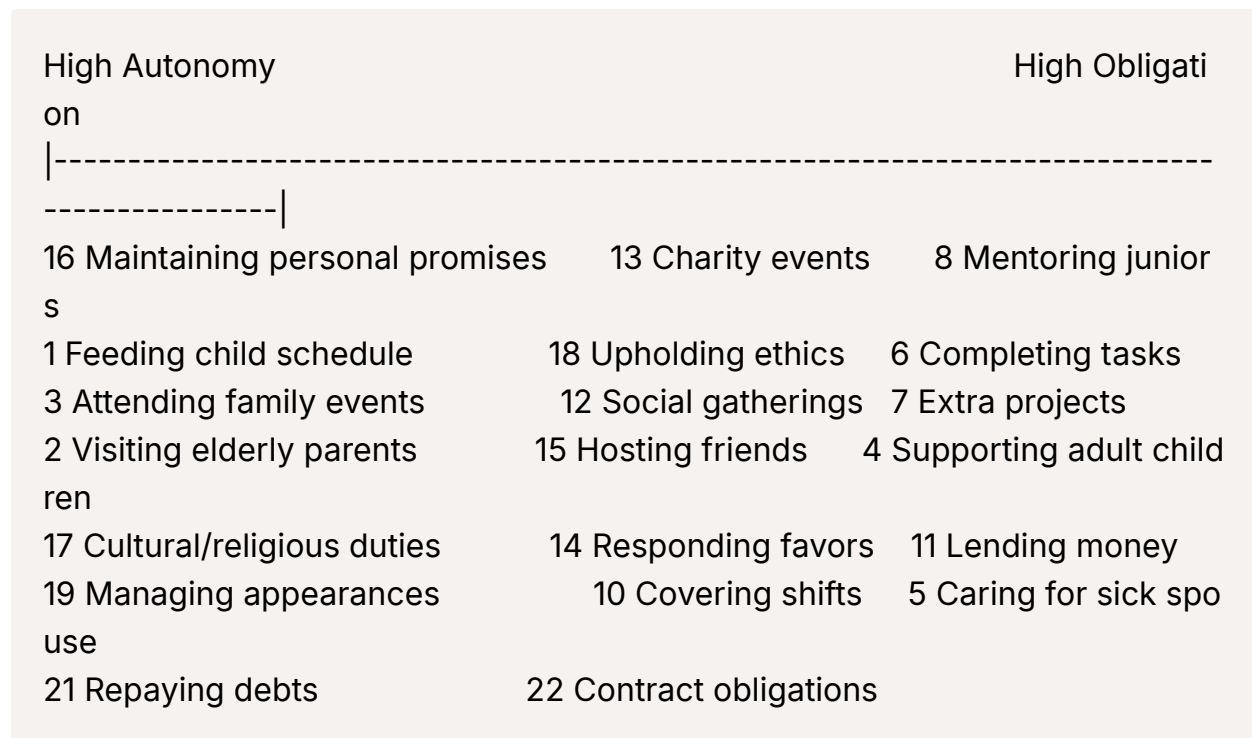 High Autonomy High Obligati
on
|-------------------------------------------------------------------------------
----------------|
16 Maintaining personal promises 13 Charity events 8 Mentoring junior
s
1 Feeding child schedule 18 Upholding ethics 6 Completing tasks
3 Attending family events 12 Social gatherings 7 Extra projects
2 Visiting elderly parents 15 Hosting friends 4 Supporting adult child
ren
17 Cultural/religious duties 14 Responding favors 11 Lending money
19 Managing appearances 10 Covering shifts 5 Caring for sick spo
use
21 Repaying debts 22 Contract obligations